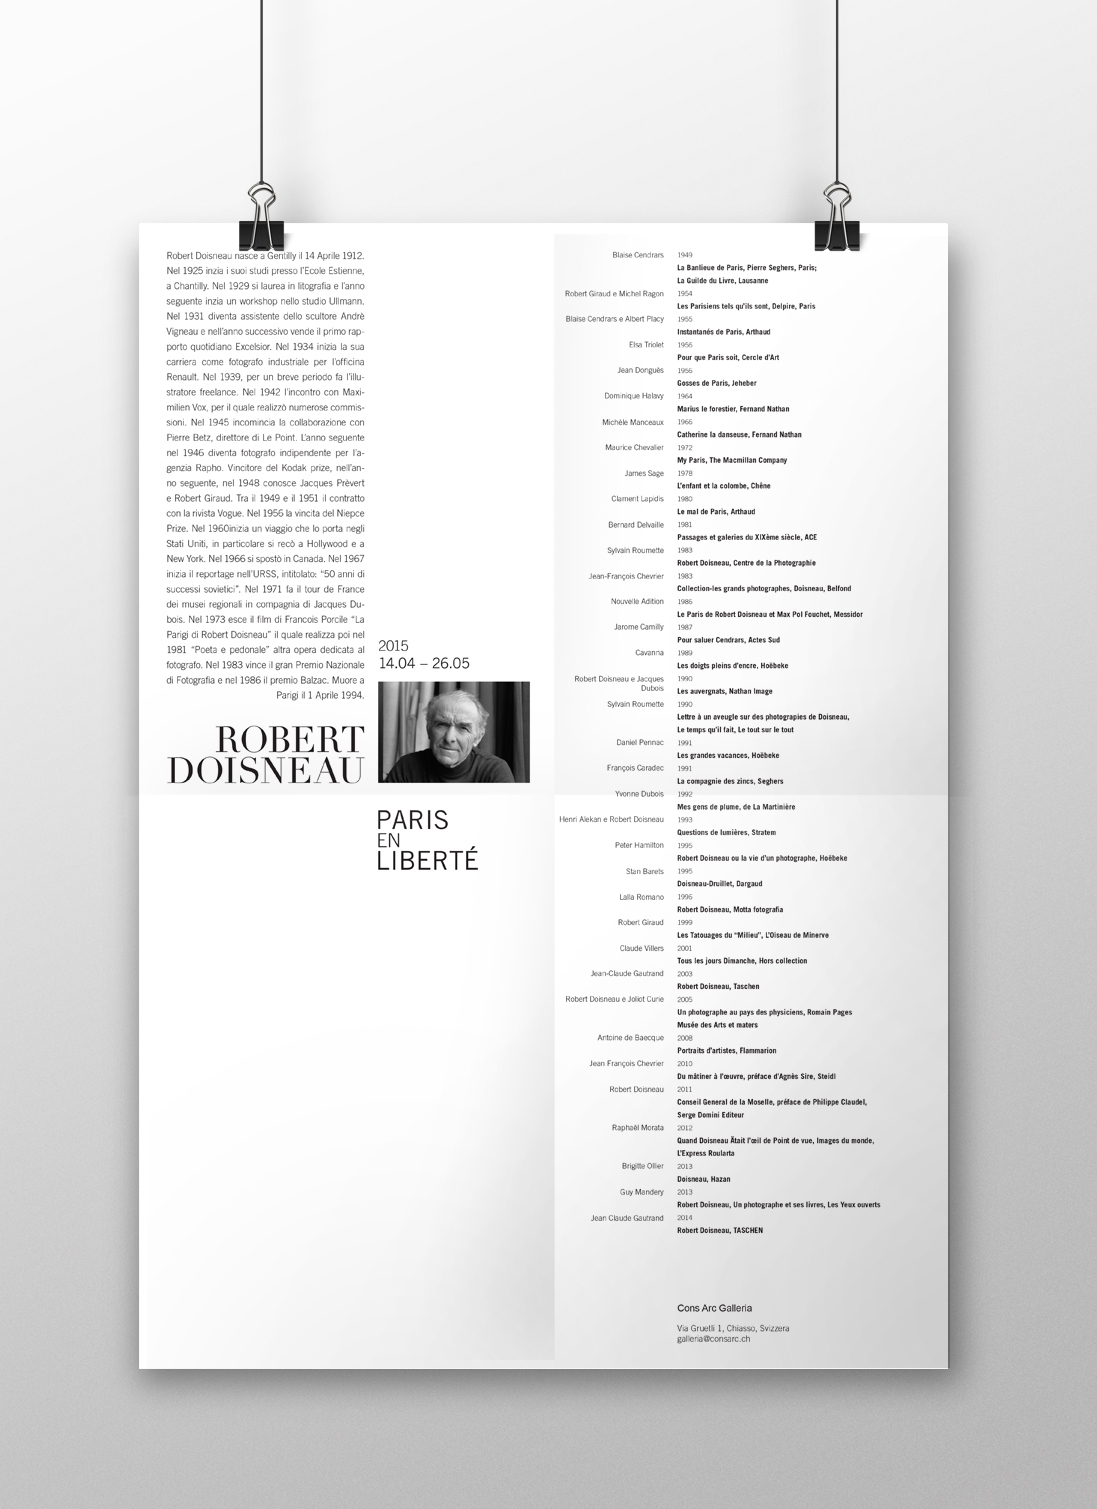 Robert Doisneau nasce a Gentilly il 14 Aprile 1912.
Nel 1925 inzia i suoi studi presso l'Ecole Estienne,
a Chantilly. Nel 1929 si laurea in litografia e l'anno
seguente inzia un workshop nello studio Ullmann.
Nel 1931 diventa assistente dello scultore Andrè
Vigneau e nell'anno successivo vende il primo rap-
porto quotidiano Excelsior. Nel 1934 inizia la sua
carriera come fotografo industriale per l'officina
Renault. Nel 1939, per un breve periodo fa l'illu-
stratore freelance. Nel 1942 l'incontro con Maxi-
milien Vox, per il quale realizzò numerose commis-
sioni. Nel 1945 incomincia la collaborazione con
Pierre Betz, direttore di Le Point. L'anno seguente
nel 1946 diventa fotografo indipendente per l'a-
genzia Rapho. Vincitore del Kodak prize, nell'an-
no seguente, nel 1948 conosce Jacques Prèvert
e Robert Giraud. Tra il 1949 e il 1951 il contratto
con la rivista Vogue. Nel 1956 la vincita del Niepce
Prize. Nel 1960inizia un viaggio che lo porta negli
Stati Uniti, in particolare si recò a Hollywood e a
New York. Nel 1966 si spostò in Canada. Nel 1967
inizia il reportage nell'URSS, intitolato: "50 anni di
successi sovietici". Nel 1971 fa il tour de France
dei musei regionali in compagnia di Jacques Du-
bois. Nel 1973 esce il film di Francois Porcile "La
Parigi di Robert Doisneau" il quale realizza poi nel
1981 "Poeta e pedonale" altra opera dedicata al
fotografo. Nel 1983 vince il gran Premio Nazionale
di Fotografia e nel 1986 il premio Balzac. Muore a
Parigi il 1 Aprile 1994.
ROBERT
DOISNEAU
2015
14.04 – 26.05
PARIS
EN
LIBERTÉ
Blaise Cendrars 1949
La Banlieue de Paris, Pierre Seghers, Paris;
La Guilde du Livre, Lausanne
Robert Giraud e Michel Ragon 1954
Les Parisiens tels qu'ils sont, Delpire, Paris
Blaise Cendrars e Albert Placy 1955
Instantanés de Paris, Arthaud
Elsa Triolet 1956
Pour que Paris soit, Cercle d'Art
Jean Donguès 1956
Gosses de Paris, Jeheber
Dominique Halavy 1964
Marius le forestier, Fernand Nathan
Michèle Manceaux 1966
Catherine la danseuse, Fernand Nathan
Maurice Chevalier 1972
My Paris, The Macmillan Company
James Sage 1978
L'enfant et la colombe, Chêne
Clament Lapidis 1980
Le mal de Paris, Arthaud
Bernard Delvaille 1981
Passages et galeries du XIXème siècle, ACE
Sylvain Roumette 1983
Robert Doisneau, Centre de la Photographie
Jean-François Chevrier 1983
Collection-les grands photographes, Doisneau, Belfond
Nouvelle Adition 1986
Le Paris de Robert Doisneau et Max Pol Fouchet, Messidor
Jarome Camilly 1987
Pour saluer Cendrars, Actes Sud
Cavanna 1989
Les doigts pleins d'encre, Hoëbeke
Robert Doisneau e Jacques 1990
Dubois
Les auvergnats, Nathan Image
Sylvain Roumette 1990
Lettre à un aveugle sur des photograpies de Doisneau,
Le temps qu'il fait, Le tout sur le tout
Daniel Pennac 1991
Les grandes vacances, Hoëbeke
François Caradec 1991
La compagnie des zincs, Seghers
Yvonne Dubois 1992
Mes gens de plume, de La Martinière
Henri Alekan e Robert Doisneau 1993
Questions de lumières, Stratem
Peter Hamilton 1995
Robert Doisneau ou la vie d'un photographe, Hoëbeke
Stan Barets 1995
Doisneau-Druillet, Dargaud
Lalla Romano 1996
Robert Doisneau, Motta fotografia
Robert Giraud 1999
Les Tatouages du "Milieu", L'Oiseau de Minerve
Claude Villers 2001
Tous les jours Dimanche, Hors collection
Jean-Claude Gautrand 2003
Robert Doisneau, Taschen
Robert Doisneau e Joliot Curie 2005
Un photographe au pays des physiciens, Romain Pages
Musée des Arts et maters
Antoine de Baecque 2008
Portraits d'artistes, Flammarion
Jean François Chevrier 2010
Du mâtiner à l'œuvre, préface d'Agnès Sire, Steidl
Robert Doisneau 2011
Conseil General de la Moselle, préface de Philippe Claudel,
Serge Domini Editeur
Raphaël Morata 2012
Quand Doisneau Ãtait l'œil de Point de vue, Images du monde,
L'Express Roularta
Brigitte Ollier 2013
Doisneau, Hazan
Guy Mandery 2013
Robert Doisneau, Un photographe et ses livres, Les Yeux ouverts
Jean Claude Gautrand 2014
Robert Doisneau, TASCHEN
Cons Arc Galleria
Via Gruetli 1, Chiasso, Svizzera
galleria@consarc.ch